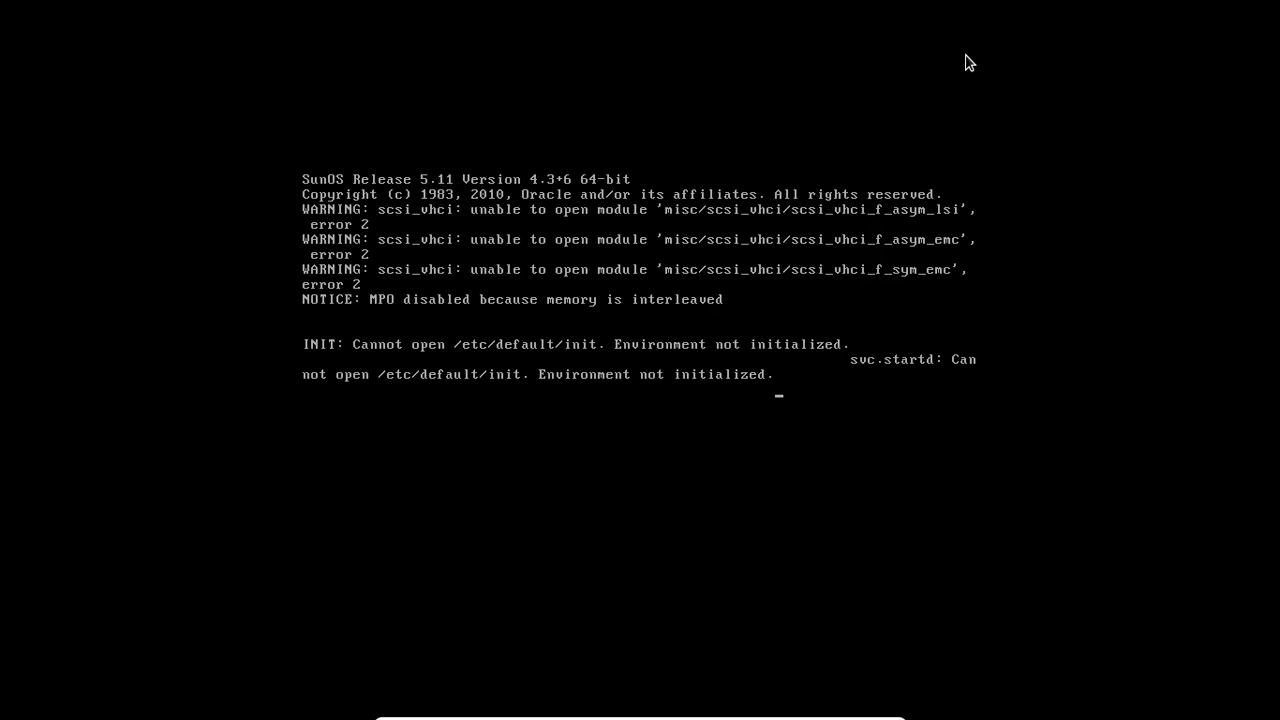 SunOS Release 5.11 Version 4.3+6 64-bit
Copyright (c) 1983, 2010, Oracle and/or its affiliates. All rights reserved.
WARNING: scsi_vhci: unable to open module 'misc/scsi_vhci/scsi_vhci_f_asym_lsi',
error 2
WARNING: scsi_vhci: unable to open module 'misc/scsi_vhci/scsi_vhci_f_asym_emc',
error 2
WARNING: scsi_vhci: unable to open module 'misc/scsi_vhci/scsi_vhci_f_sym_emc',
error 2
NOTICE: MPO disabled because memory is interleaved
INIT: Cannot open /etc/default/init. Environment not initialized.
svc.startd: Can
not open /etc/default/init. Environment not initialized.